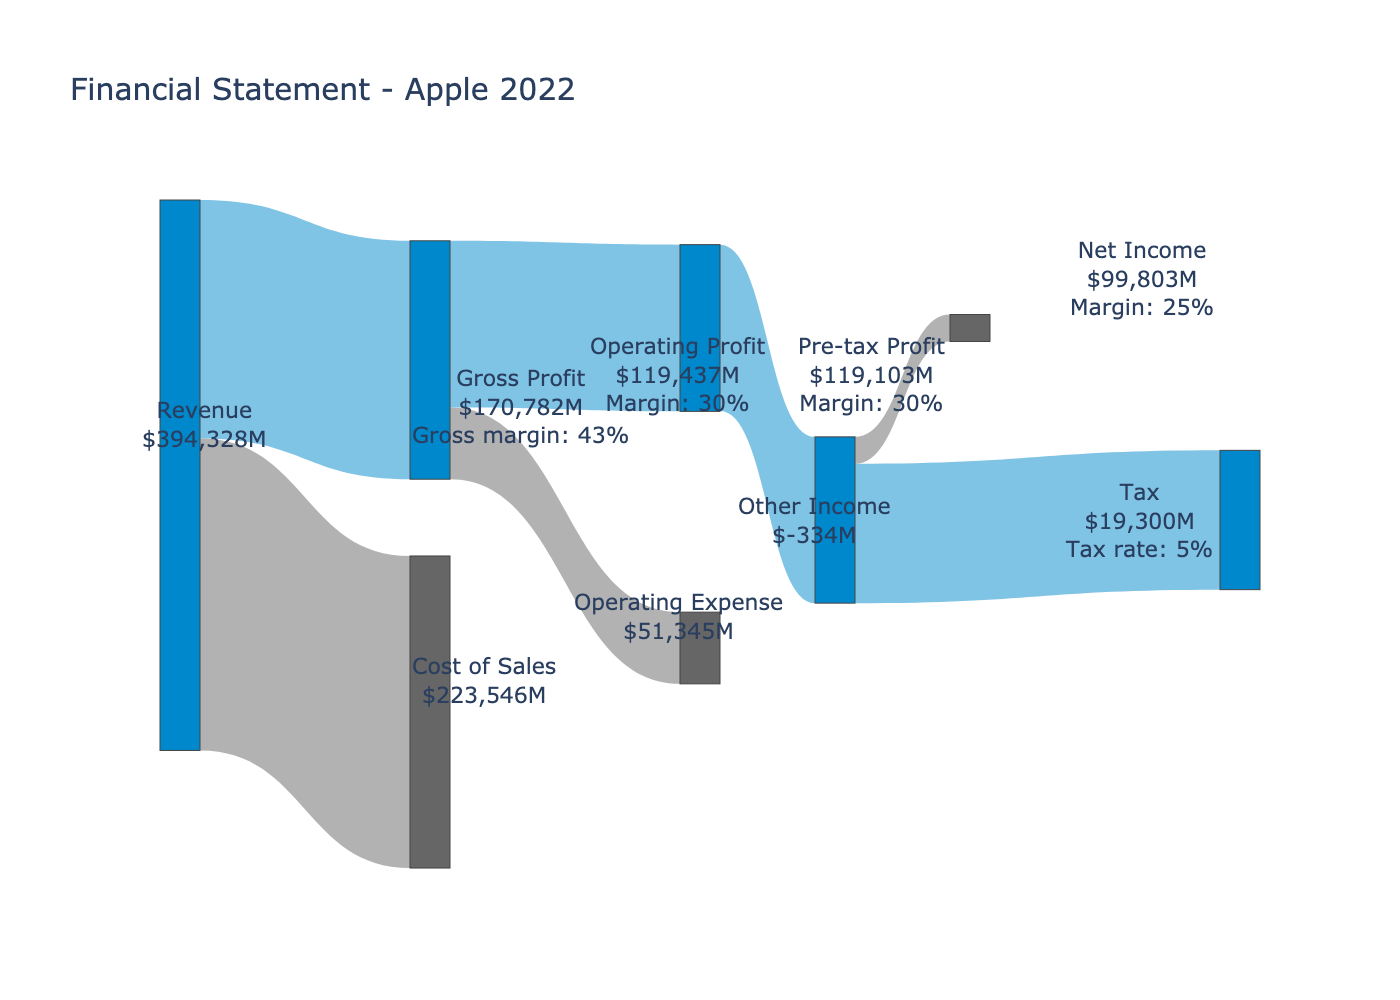 Financial Statement - Apple 2022
Net Income
$99,803M
Margin: 25%
Operating Profit
$119,437M
Margin: 30%
Pre-tax Profit
$119,103M
Margin: 30%
Gross Profit
$170,782M
Gross margin: 43%
Revenue
$394,328M
Other Income
$-334M
Tax
$19,300M
Tax rate: 5%
Operating Expense
$51,345M
Cost of Sales
$223,546M